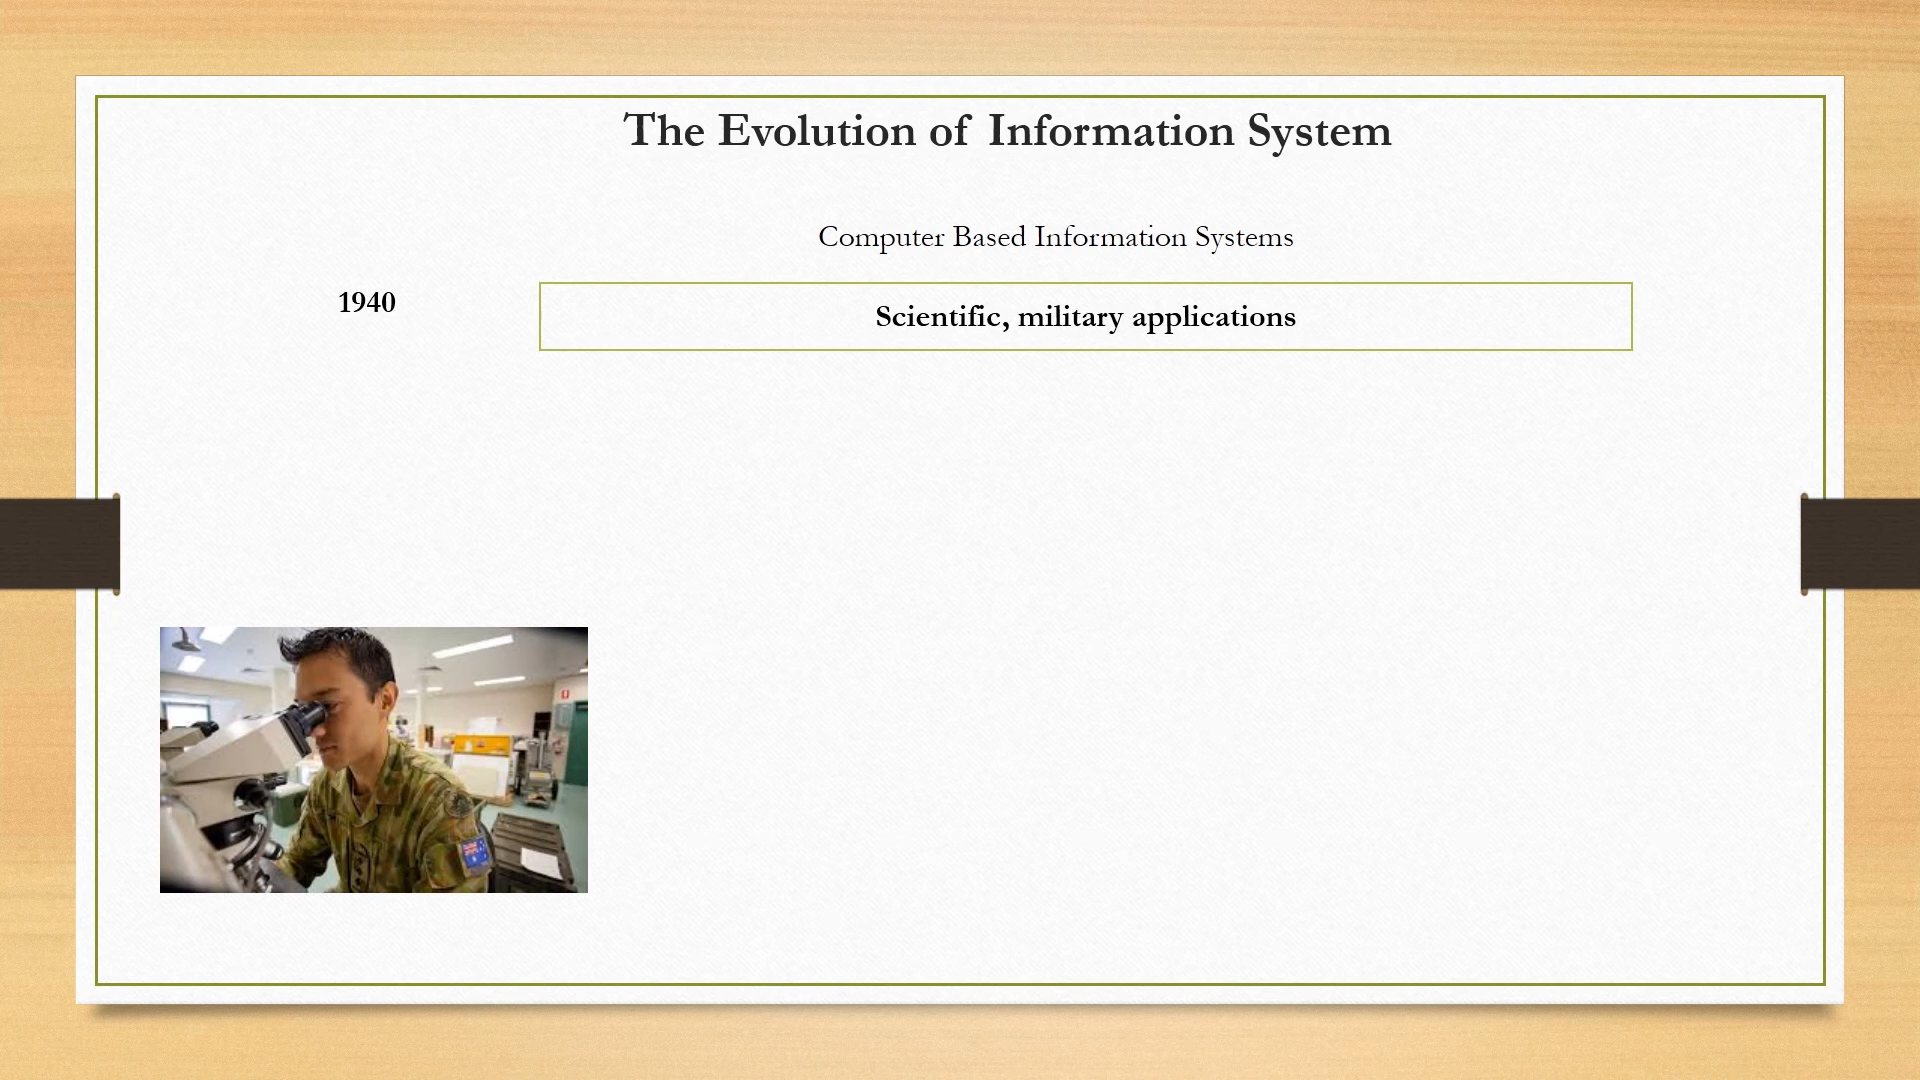 The Evolution of Information System
Computer Based Information Systems
1940
Scientific, military applications